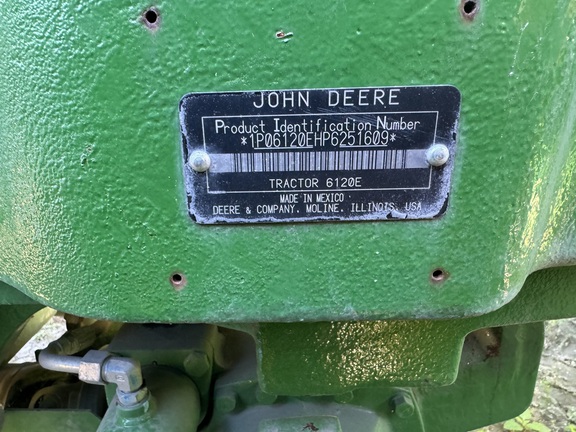 JOHN DEERE
Product Identification Number
*1P06120EHP6251609*
TRACTOR 6120E
MADE IN MEXICO
DEERE & COMPANY, MOLINE, ILLINOIS, USA